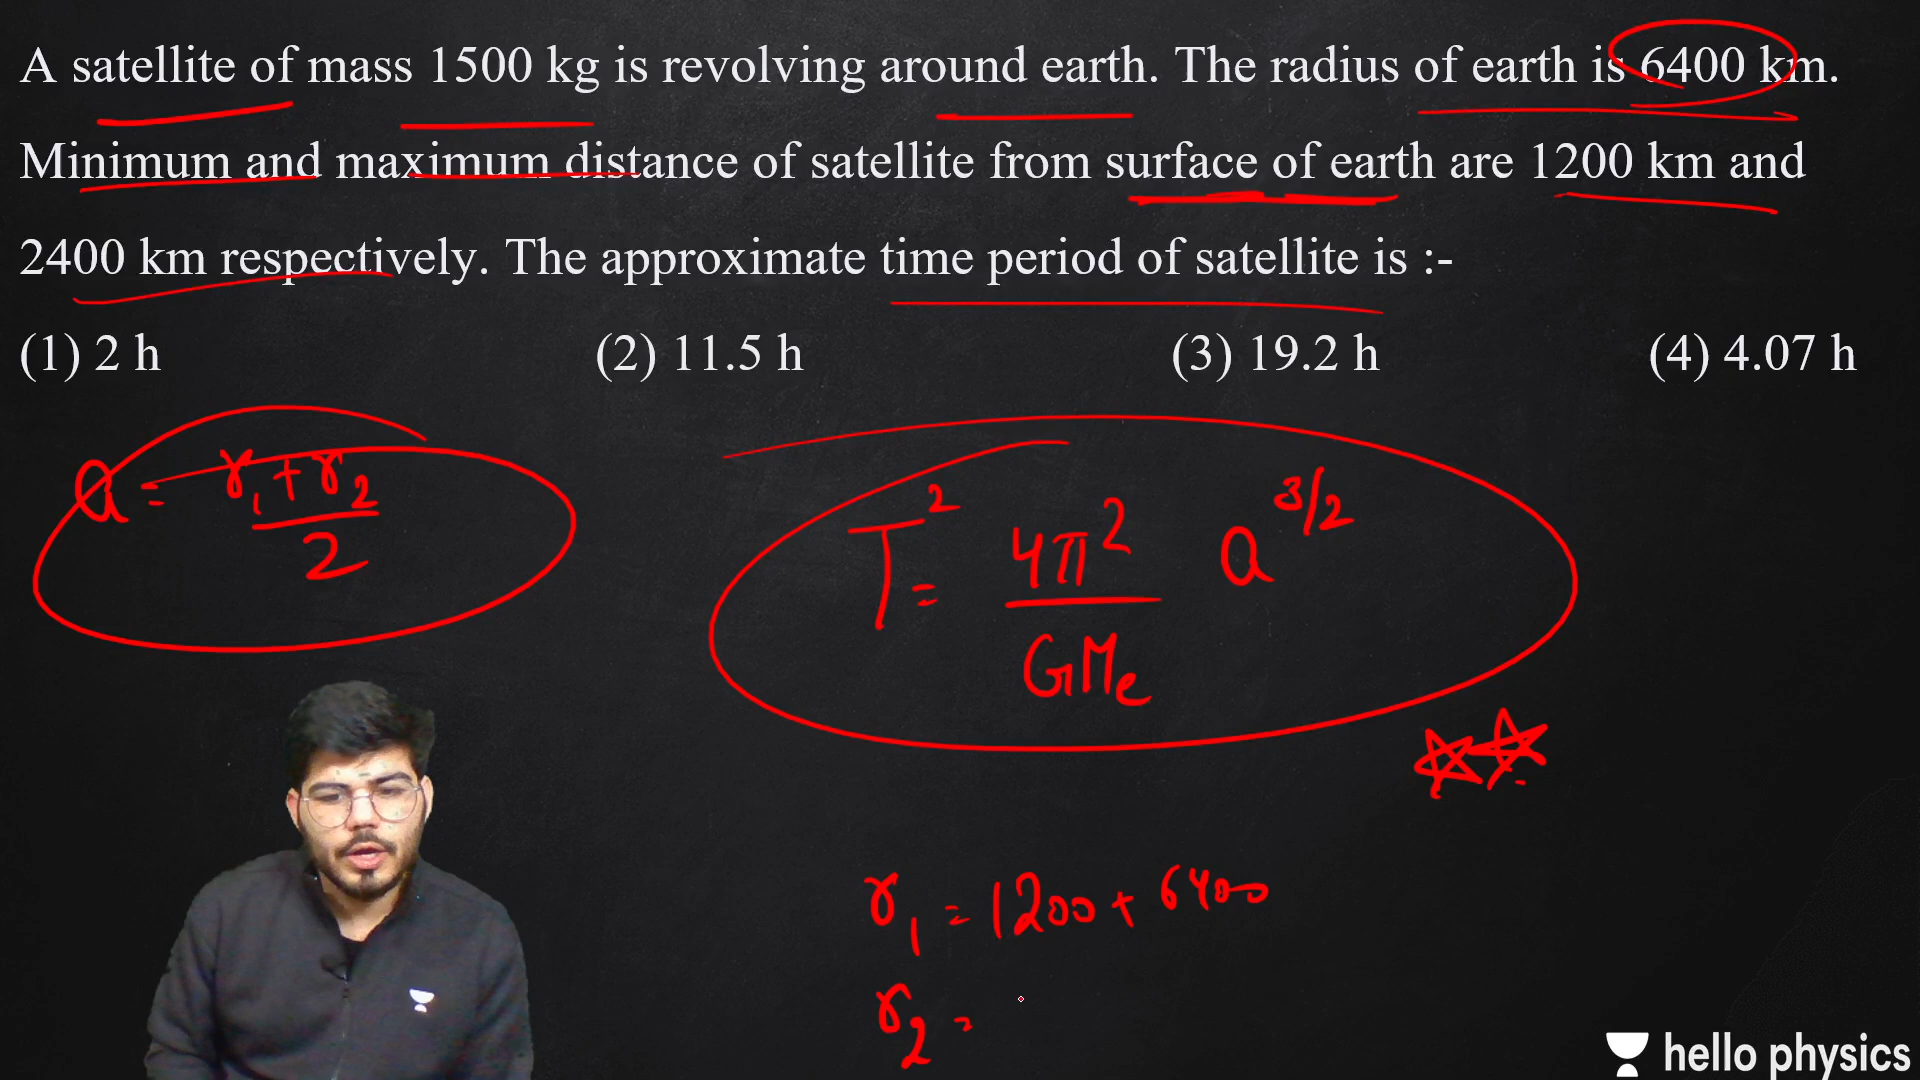 A satellite of mass 1500 kg is revolving around earth. The radius of earth is 6400 km.
Minimum and maximum distance of satellite from surface of earth are 1200 km and
2400 km respectively. The approximate time period of satellite is :-
(1) 2 h (2) 11.5 h (3) 19.2 h (4) 4.07 h
a = r₁ + r₂ / 2
T² = 4π² / GMe a^3/2
r₁ = 1200 + 6400
r₂ =
hello physics